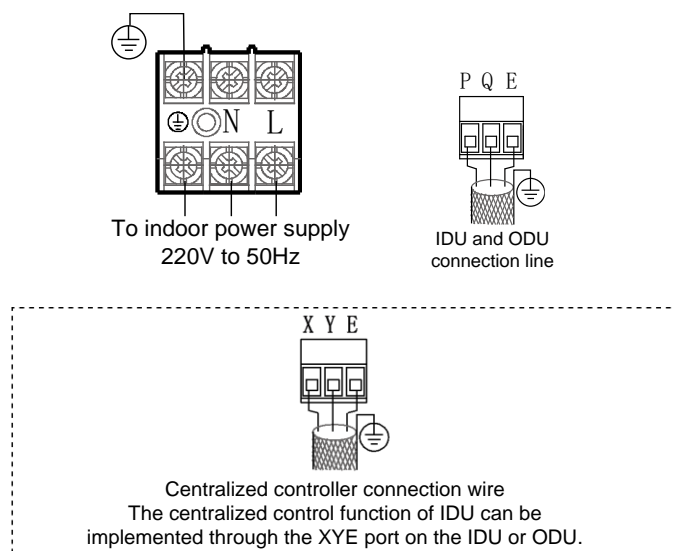 N L
To indoor power supply
220V to 50Hz
P Q E
IDU and ODU
connection line
X Y E
Centralized controller connection wire
The centralized control function of IDU can be
implemented through the XYE port on the IDU or ODU.